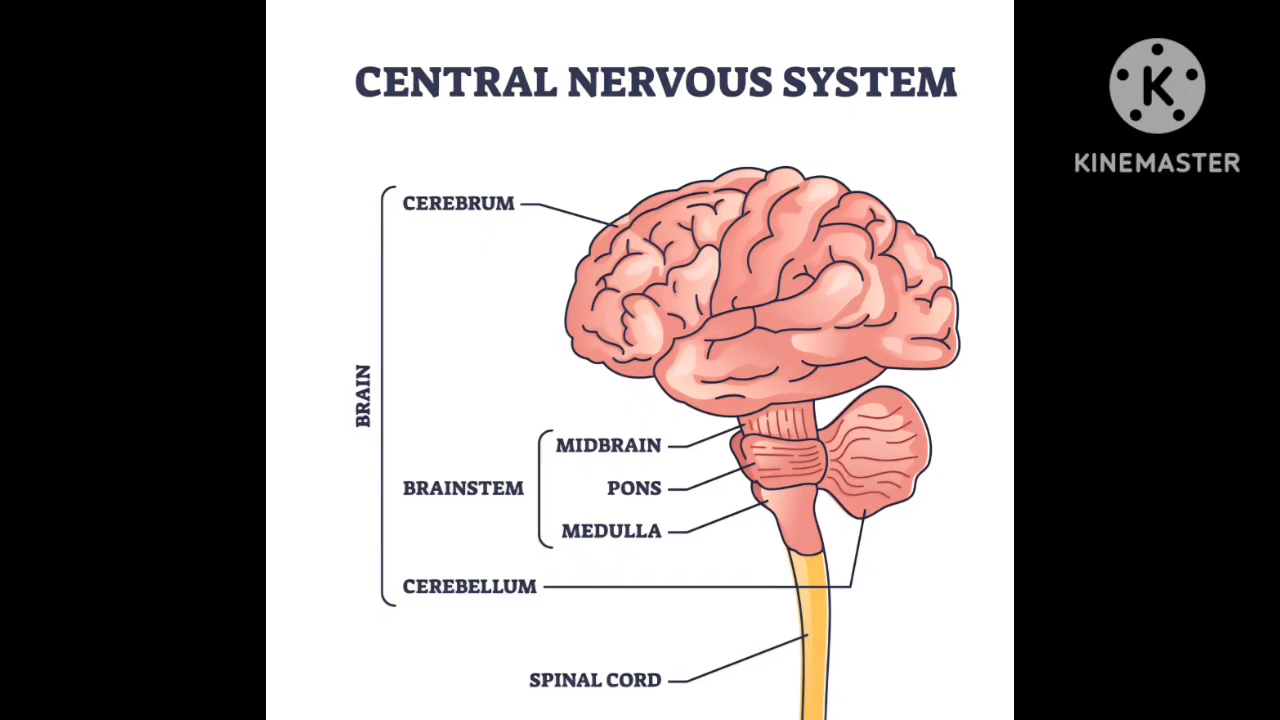 CENTRAL NERVOUS SYSTEM
K
KINEMASTER
CEREBRUM
BRAIN
MIDBRAIN
BRAINSTEM
PONS
MEDULLA
CEREBELLUM
SPINAL CORD